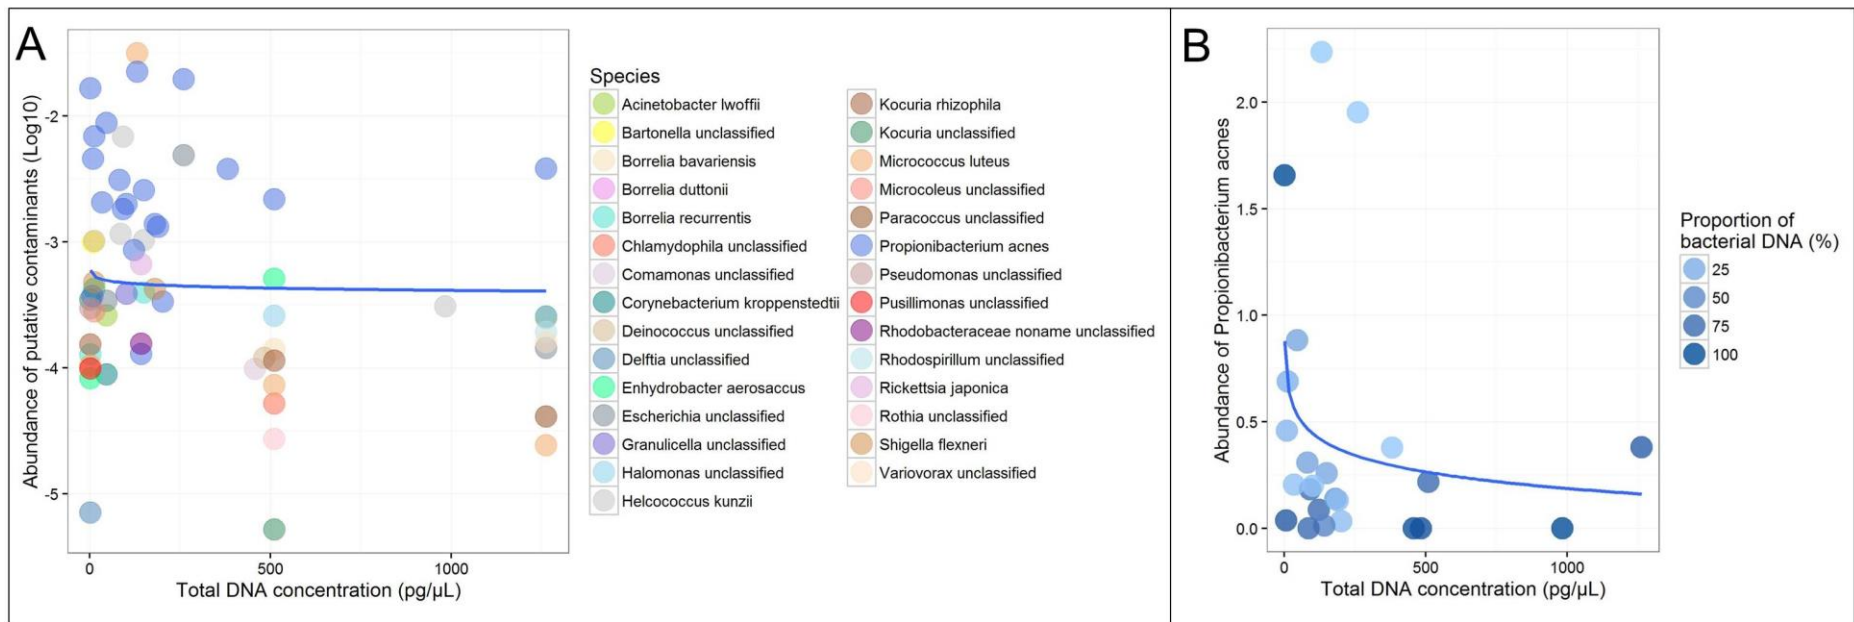 A
Abundance of putative contaminants (Log10)
-2
-3
-4
-5
0
500
1000
Total DNA concentration (pg/µL)
Species
Acinetobacter lwoffii
Bartonella unclassified
Borrelia bavariensis
Borrelia duttonii
Borrelia recurrentis
Chlamydophila unclassified
Comamonas unclassified
Corynebacterium kroppenstedtii
Deinococcus unclassified
Delftia unclassified
Enhydrobacter aerosaccus
Escherichia unclassified
Granulicella unclassified
Halomonas unclassified
Helcococcus kunzii
Kocuria rhizophila
Kocuria unclassified
Micrococcus luteus
Microcoleus unclassified
Paracoccus unclassified
Propionibacterium acnes
Pseudomonas unclassified
Pusillimonas unclassified
Rhodobacteraceae noname unclassified
Rhodospirillum unclassified
Rickettsia japonica
Rothia unclassified
Shigella flexneri
Variovorax unclassified
B
Abundance of Propionibacterium acnes
2.0
1.5
1.0
0.5
0.0
0
500
1000
Total DNA concentration (pg/µL)
Proportion of
bacterial DNA (%)
25
50
75
100